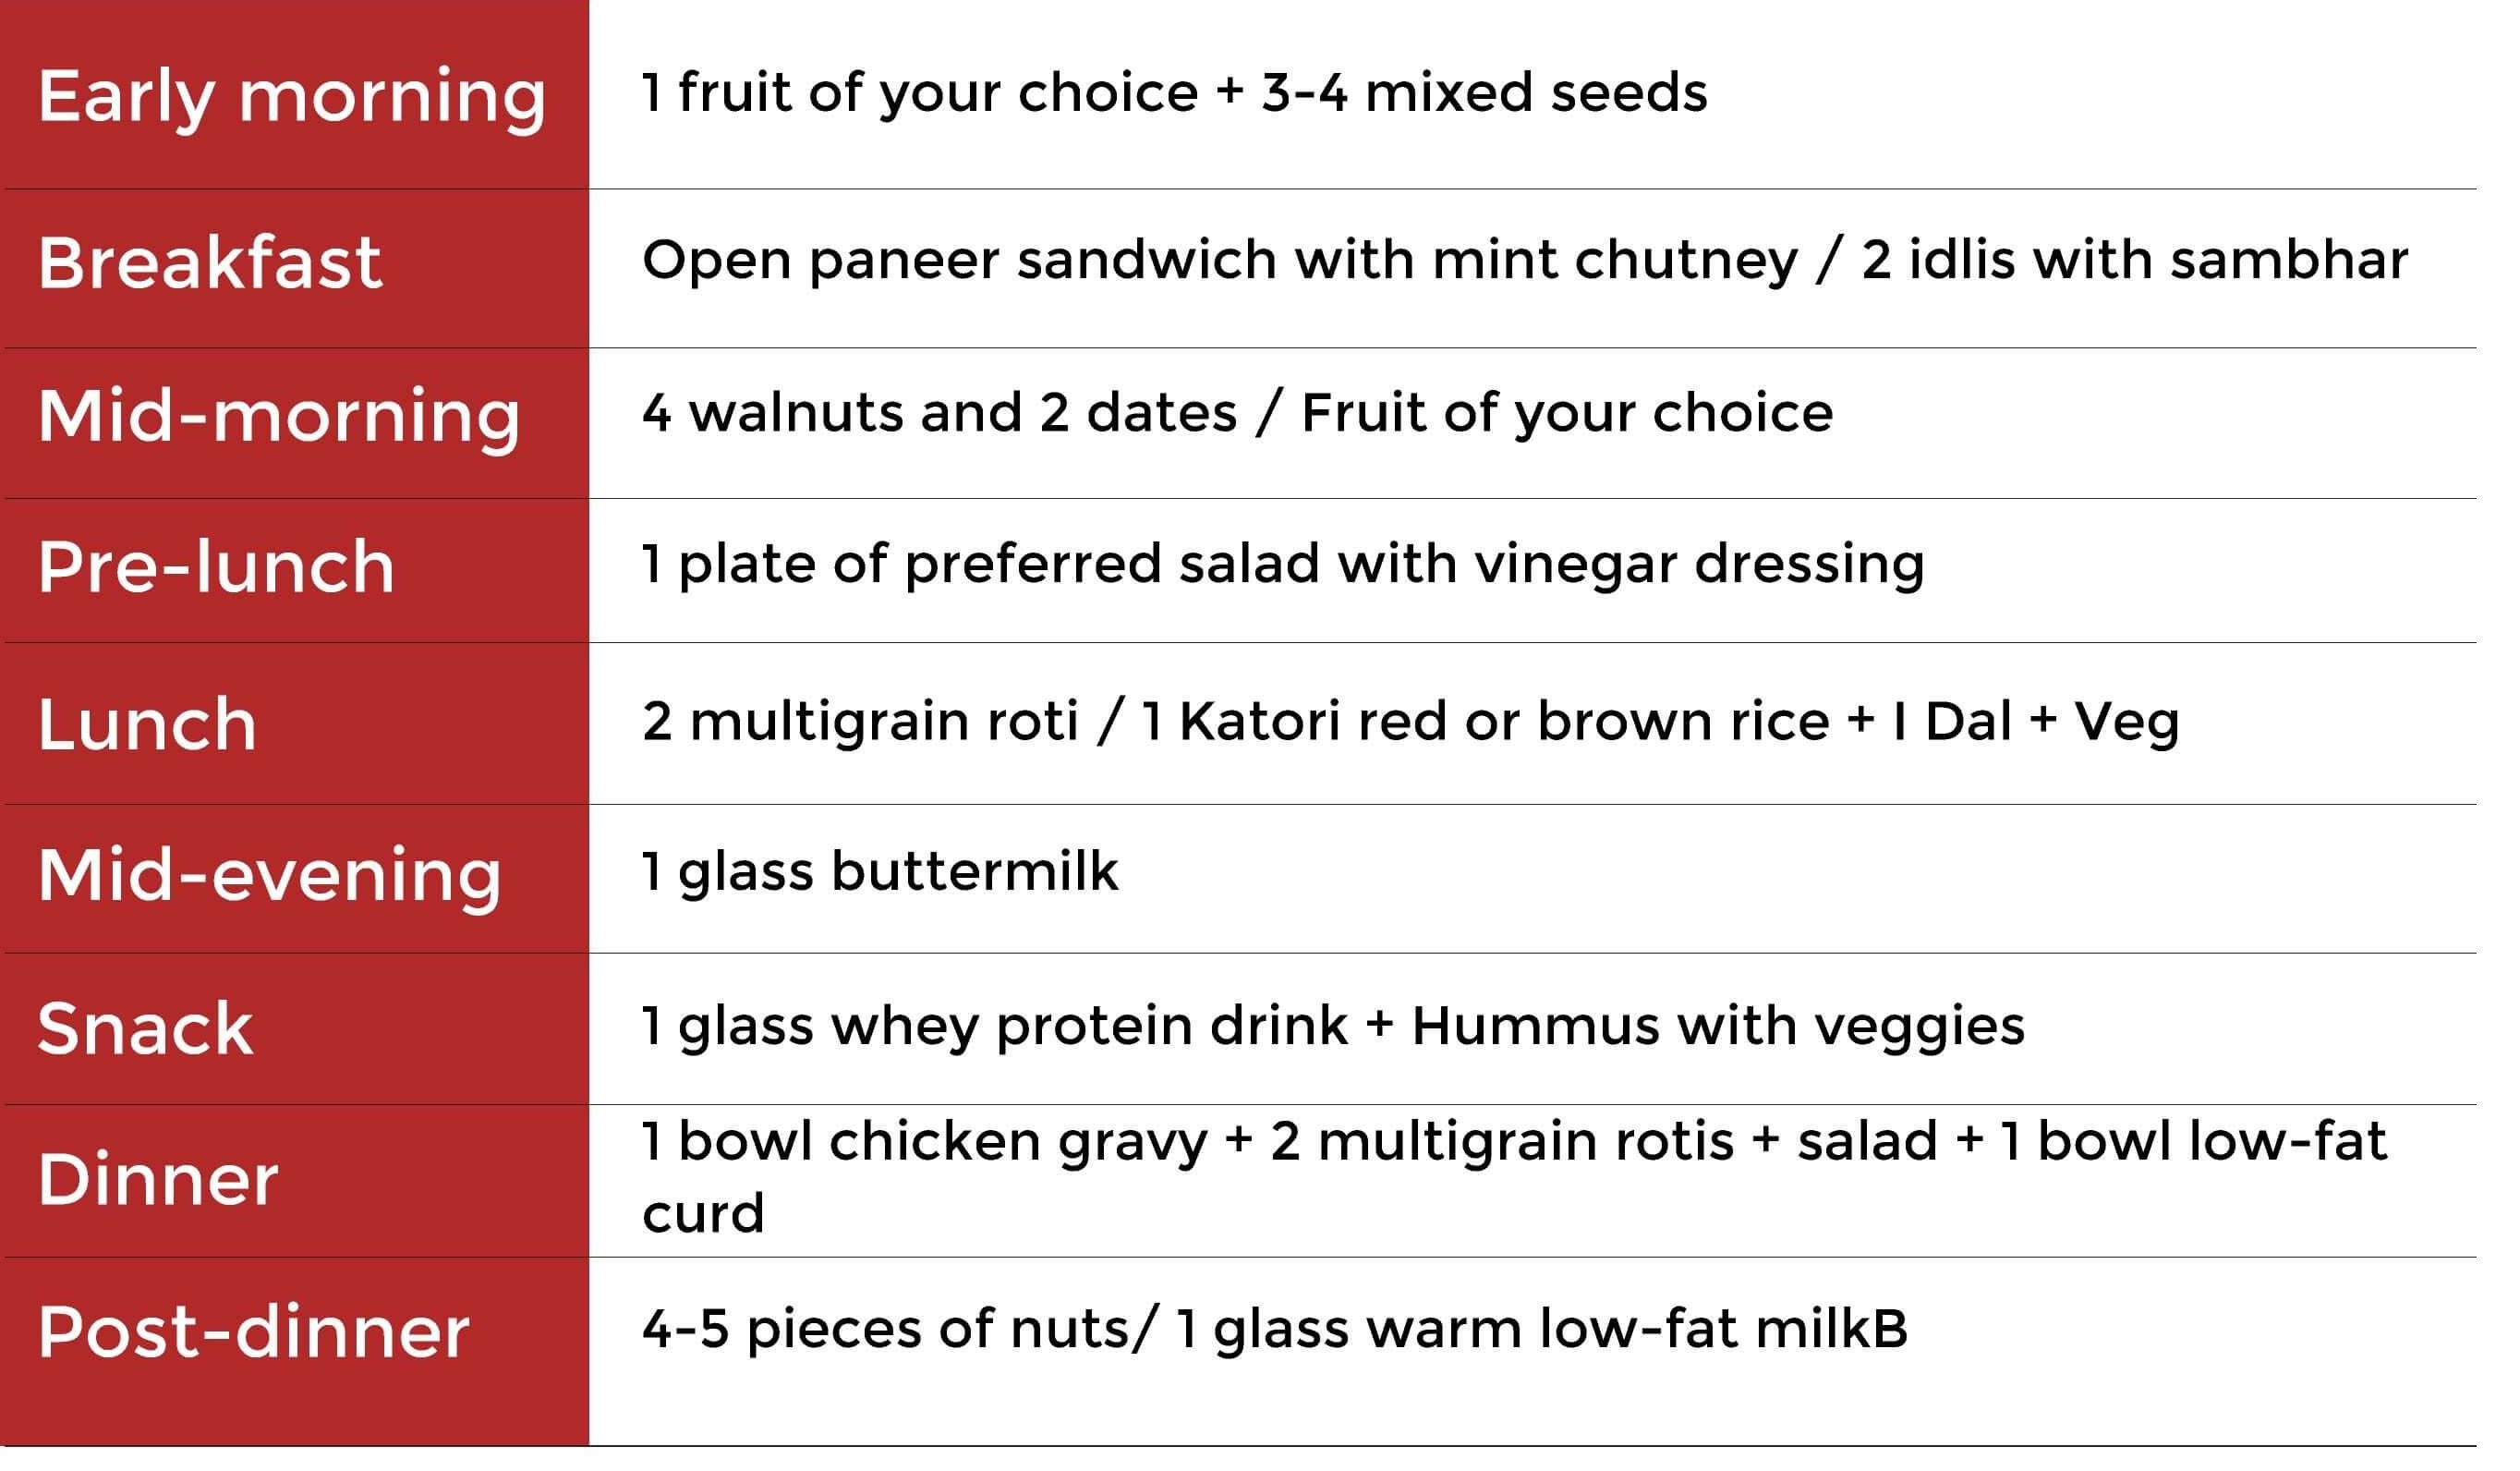 Early morning
1 fruit of your choice + 3-4 mixed seeds
Breakfast
Open paneer sandwich with mint chutney / 2 idlis with sambhar
Mid-morning
4 walnuts and 2 dates / Fruit of your choice
Pre-lunch
1 plate of preferred salad with vinegar dressing
Lunch
2 multigrain roti / 1 Katori red or brown rice + I Dal + Veg
Mid-evening
1 glass buttermilk
Snack
1 glass whey protein drink + Hummus with veggies
Dinner
1 bowl chicken gravy + 2 multigrain rotis + salad + 1 bowl low-fat
curd
Post-dinner
4-5 pieces of nuts/ 1 glass warm low-fat milkB